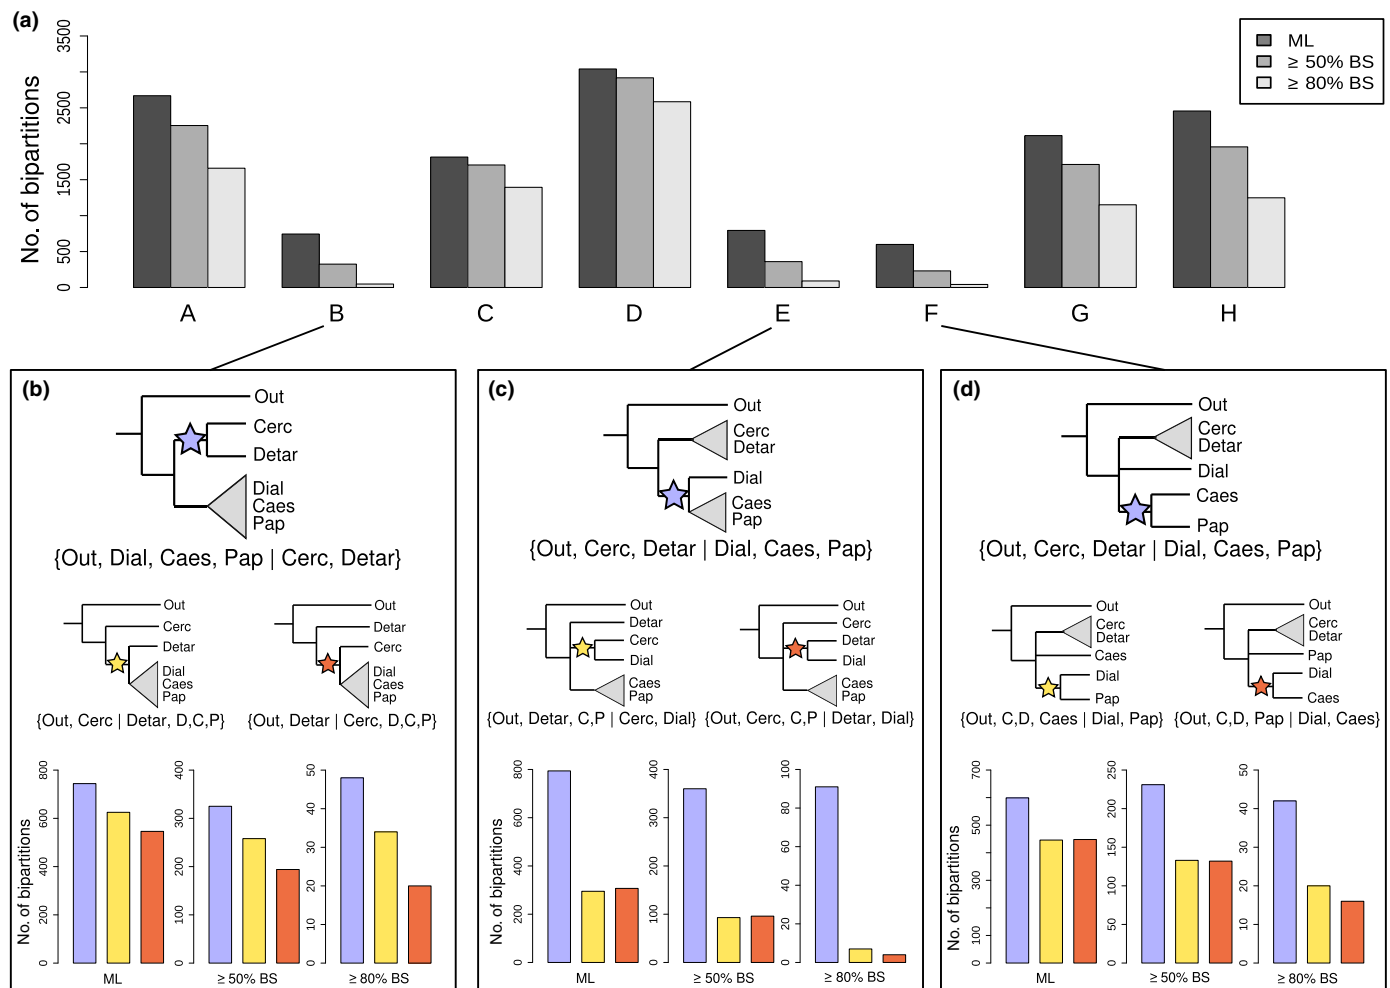 (a)
No. of bipartitions
3500
2500
1500
500
0
ML
≥ 50% BS
≥ 80% BS
A B C D E F G H
(b)
Out
Cerc
Detar
Dial
Caes
Pap
{Out, Dial, Caes, Pap | Cerc, Detar}
Out
Cerc
Detar
Dial
Caes
Pap
{Out, Cerc | Detar, D,C,P}
Out
Detar
Cerc
Dial
Caes
Pap
{Out, Detar | Cerc, D,C,P}
No. of bipartitions
800
600
400
200
0
ML
400
300
200
100
0
≥ 50% BS
50
40
30
20
10
0
≥ 80% BS
(c)
Out
Cerc
Detar
Dial
Caes
Pap
{Out, Cerc, Detar | Dial, Caes, Pap}
Out
Detar
Cerc
Dial
Caes
Pap
{Out, Detar, C,P | Cerc, Dial}
Out
Cerc
Detar
Dial
Caes
Pap
{Out, Cerc, C,P | Detar, Dial}
No. of bipartitions
800
600
400
200
0
ML
400
300
200
100
0
≥ 50% BS
100
80
60
40
20
0
≥ 80% BS
(d)
Out
Cerc
Detar
Dial
Caes
Pap
{Out, Cerc, Detar | Dial, Caes, Pap}
Out
Cerc
Detar
Caes
Dial
Pap
{Out, C,D, Caes | Dial, Pap}
Out
Cerc
Detar
Pap
Dial
Caes
{Out, C,D, Pap | Dial, Caes}
No. of bipartitions
700
500
300
100
0
ML
250
200
150
100
50
0
≥ 50% BS
50
40
30
20
10
0
≥ 80% BS